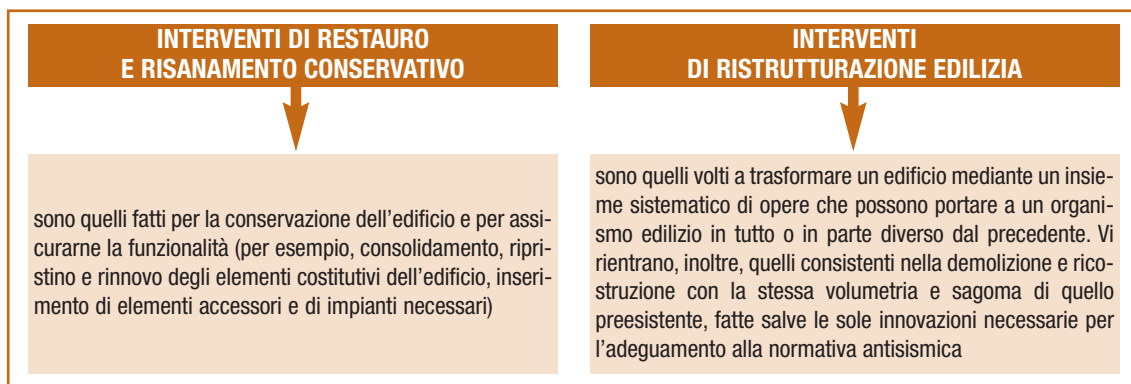 INTERVENTI DI RESTAURO
E RISANAMENTO CONSERVATIVO
sono quelli fatti per la conservazione dell'edificio e per assi-
curarne la funzionalità (per esempio, consolidamento, ripri-
stino e rinnovo degli elementi costitutivi dell'edificio, inseri-
mento di elementi accessori e di impianti necessari)
INTERVENTI
DI RISTRUTTURAZIONE EDILIZIA
sono quelli volti a trasformare un edificio mediante un insie-
me sistematico di opere che possono portare a un organi-
smo edilizio in tutto o in parte diverso dal precedente. Vi
rientrano, inoltre, quelli consistenti nella demolizione e rico-
struzione con la stessa volumetria e sagoma di quello
preesistente, fatte salve le sole innovazioni necessarie per
l'adeguamento alla normativa antisismica